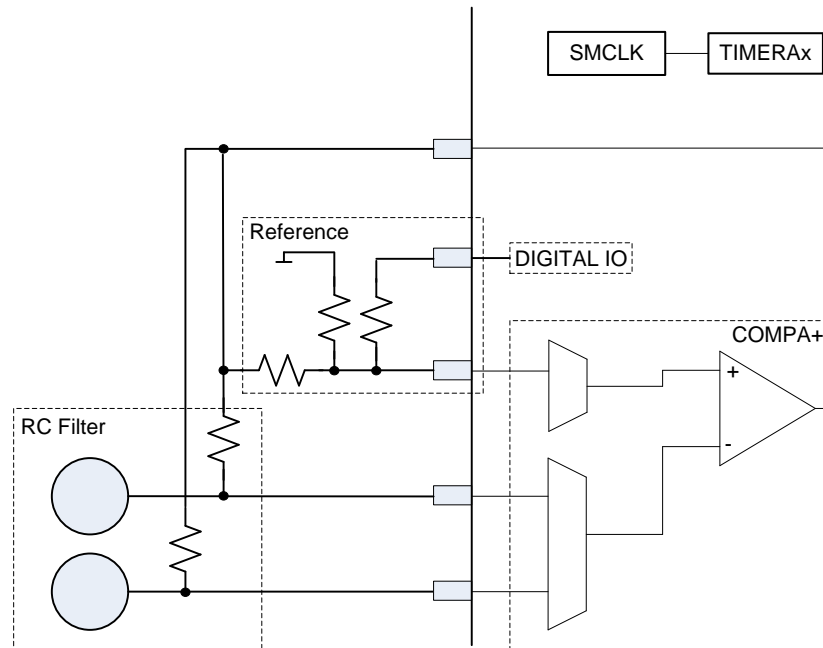 SMCLK
TIMERAx
Reference
DIGITAL IO
COMPA+
+
-
RC Filter